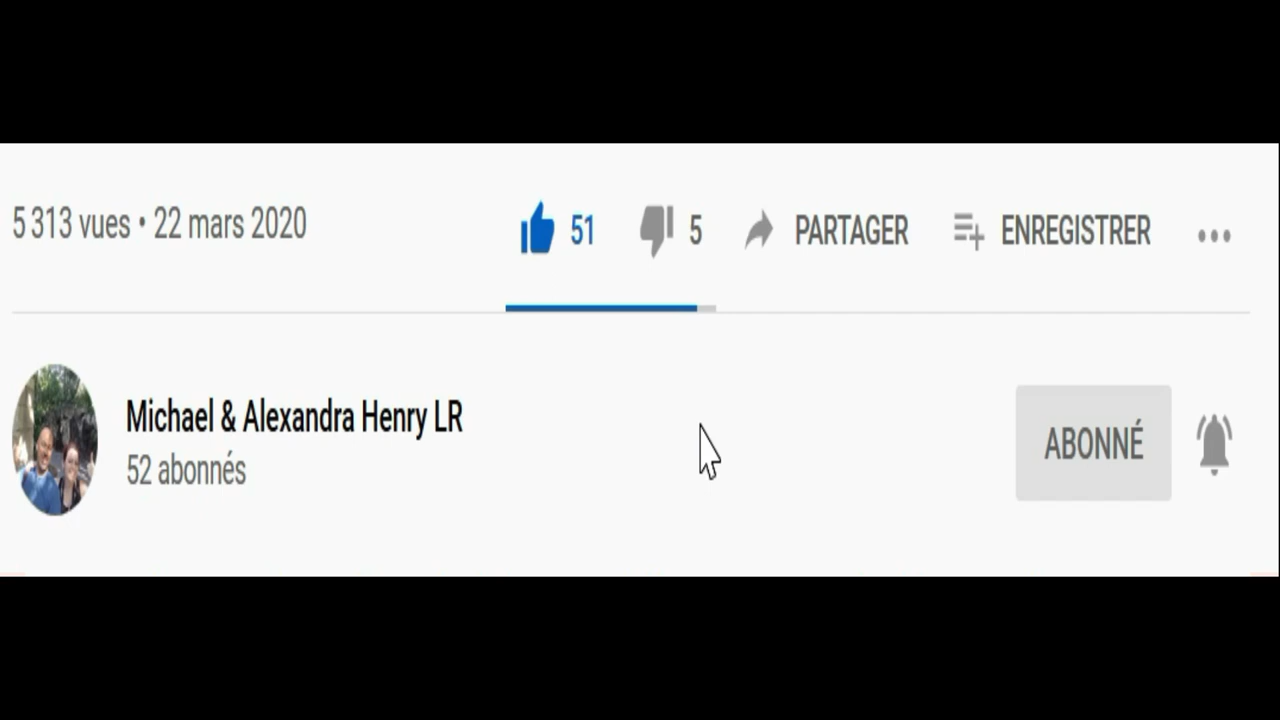 5 313 vues • 22 mars 2020
51
5
PARTAGER
ENREGISTRER
Michael & Alexandra Henry LR
52 abonnés
ABONNÉ